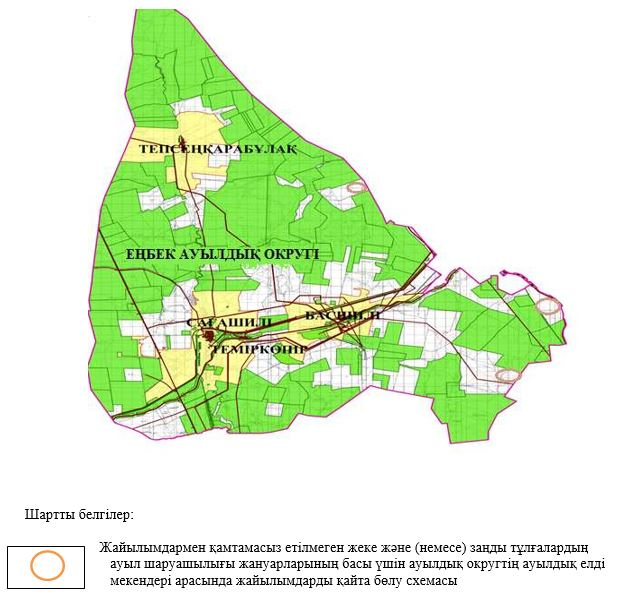 ТЕПСЕҢҚАРАБУЛАҚ
ЕҢБЕК АУЫЛДЫҚ ОКРУГІ
БАСШИЛІ
САҒАШИЛІ
ТЕМІРКӨПІР
Шартты белгілер:
Жайылымдармен қамтамасыз етілмеген жеке және (немесе) заңды тұлғалардың
ауыл шаруашылығы жануарларының басы үшін ауылдық округтің ауылдық елді
мекендері арасында жайылымдарды қайта бөлу схемасы